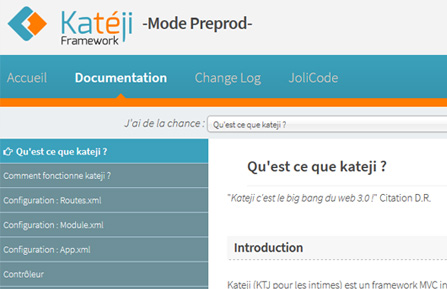 Katéji -Mode Preprod-
Framework
Accueil Documentation Change Log JoliCode
J'ai de la chance : Qu'est ce que kateji ?
Qu'est ce que kateji ?
Comment fonctionne kateji ?
Configuration : Routes.xml
Configuration : Module.xml
Configuration : App.xml
Contrôleur
Qu'est ce que kateji ?
"Kateji c'est le big bang du web 3.0 !" Citation D.R.
Introduction
Kateji (KTJ pour les intimes) est un framework MVC